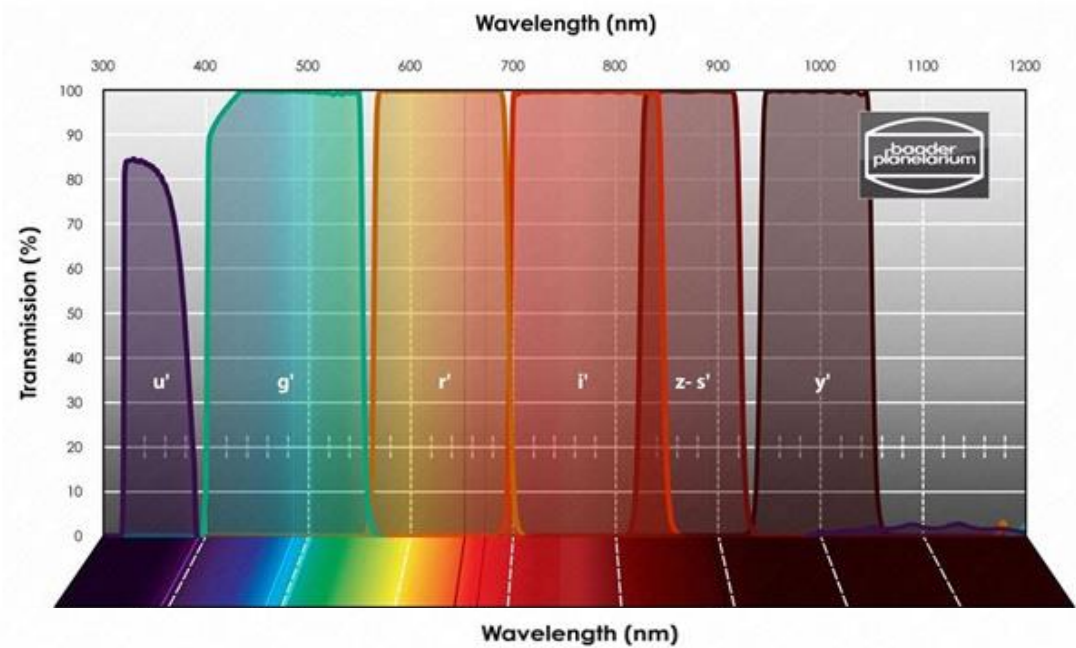 Wavelength (nm)
300 400 500 600 700 800 900 1000 1100 1200
100
90
80
70
60
50
40
30
20
10
0
Transmission (%)
u' g' r' i' z- s' y'
baader
planetarium
Wavelength (nm)